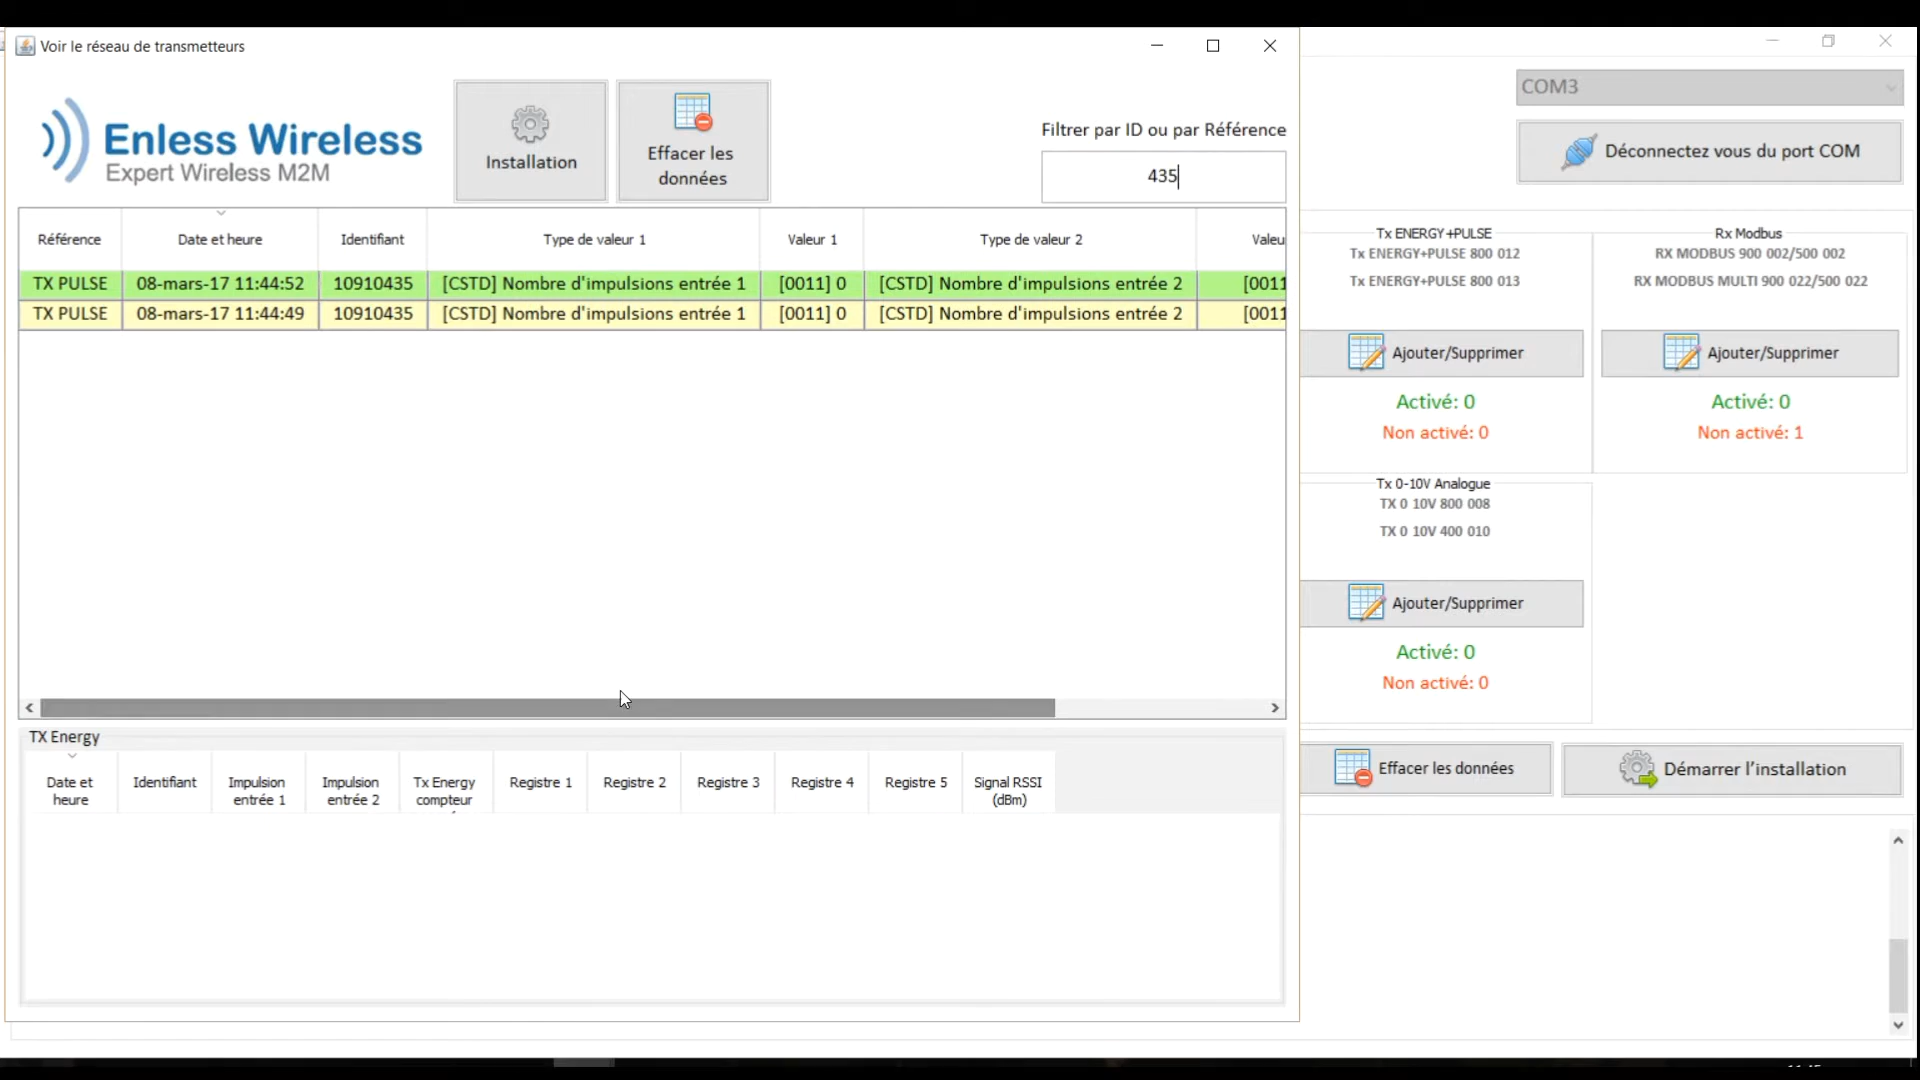 Voir le réseau de transmetteurs
Enless Wireless
Expert Wireless M2M
Installation
Effacer les
données
Filtrer par ID ou par Référence
435
Référence Date et heure Identifiant Type de valeur 1 Valeur 1 Type de valeur 2 Valeu
TX PULSE 08-mars-17 11:44:52 10910435 [CSTD] Nombre d'impulsions entrée 1 [0011] 0 [CSTD] Nombre d'impulsions entrée 2 [0011
TX PULSE 08-mars-17 11:44:49 10910435 [CSTD] Nombre d'impulsions entrée 1 [0011] 0 [CSTD] Nombre d'impulsions entrée 2 [0011
TX Energy
Date et
heure
Identifiant
Impulsion
entrée 1
Impulsion
entrée 2
Tx Energy
compteur
Registre 1
Registre 2
Registre 3
Registre 4
Registre 5
Signal RSSI
(dBm)
COM3
Déconnectez vous du port COM
Tx ENERGY+PULSE
Tx ENERGY+PULSE 800 012
Tx ENERGY+PULSE 800 013
Ajouter/Supprimer
Activé: 0
Non activé: 0
Rx Modbus
RX MODBUS 900 002/500 002
RX MODBUS MULTI 900 022/500 022
Ajouter/Supprimer
Activé: 0
Non activé: 1
Tx 0-10V Analogue
TX 0 10V 800 008
TX 0 10V 400 010
Ajouter/Supprimer
Activé: 0
Non activé: 0
Effacer les données
Démarrer l'installation